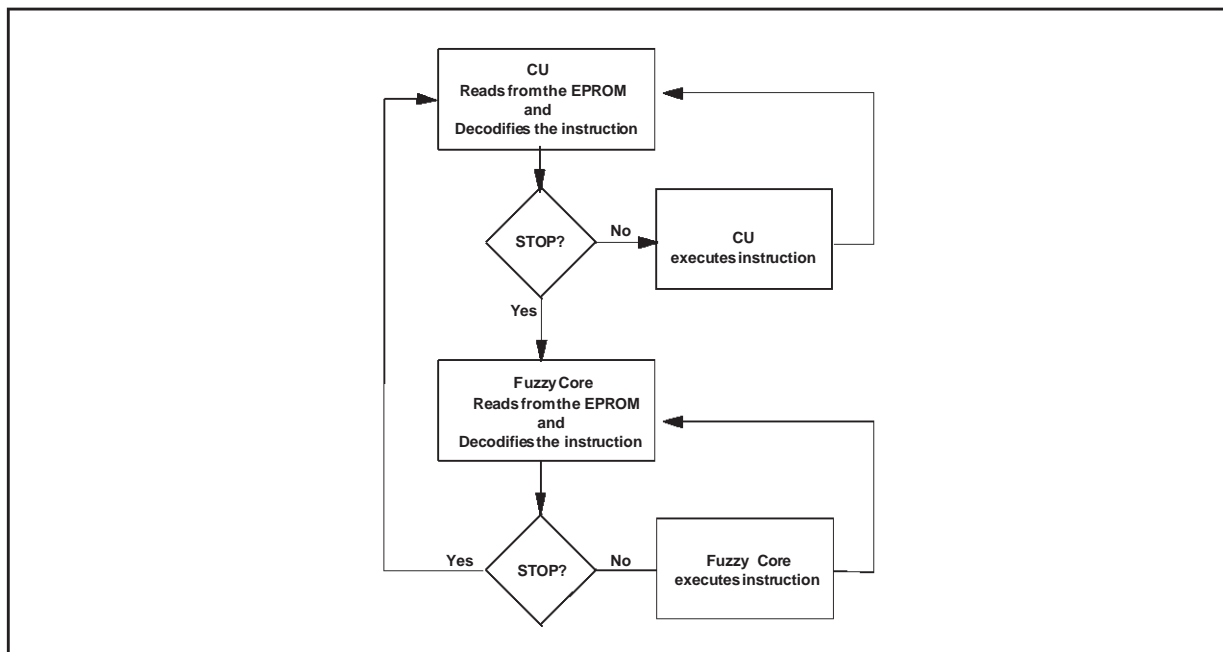 CU
Reads from the EPROM
and
Decodifies the instruction
STOP?
No
CU
executes instruction
Yes
Fuzzy Core
Reads from the EPROM
and
Decodifies the instruction
Yes
STOP?
No
Fuzzy Core
executes instruction